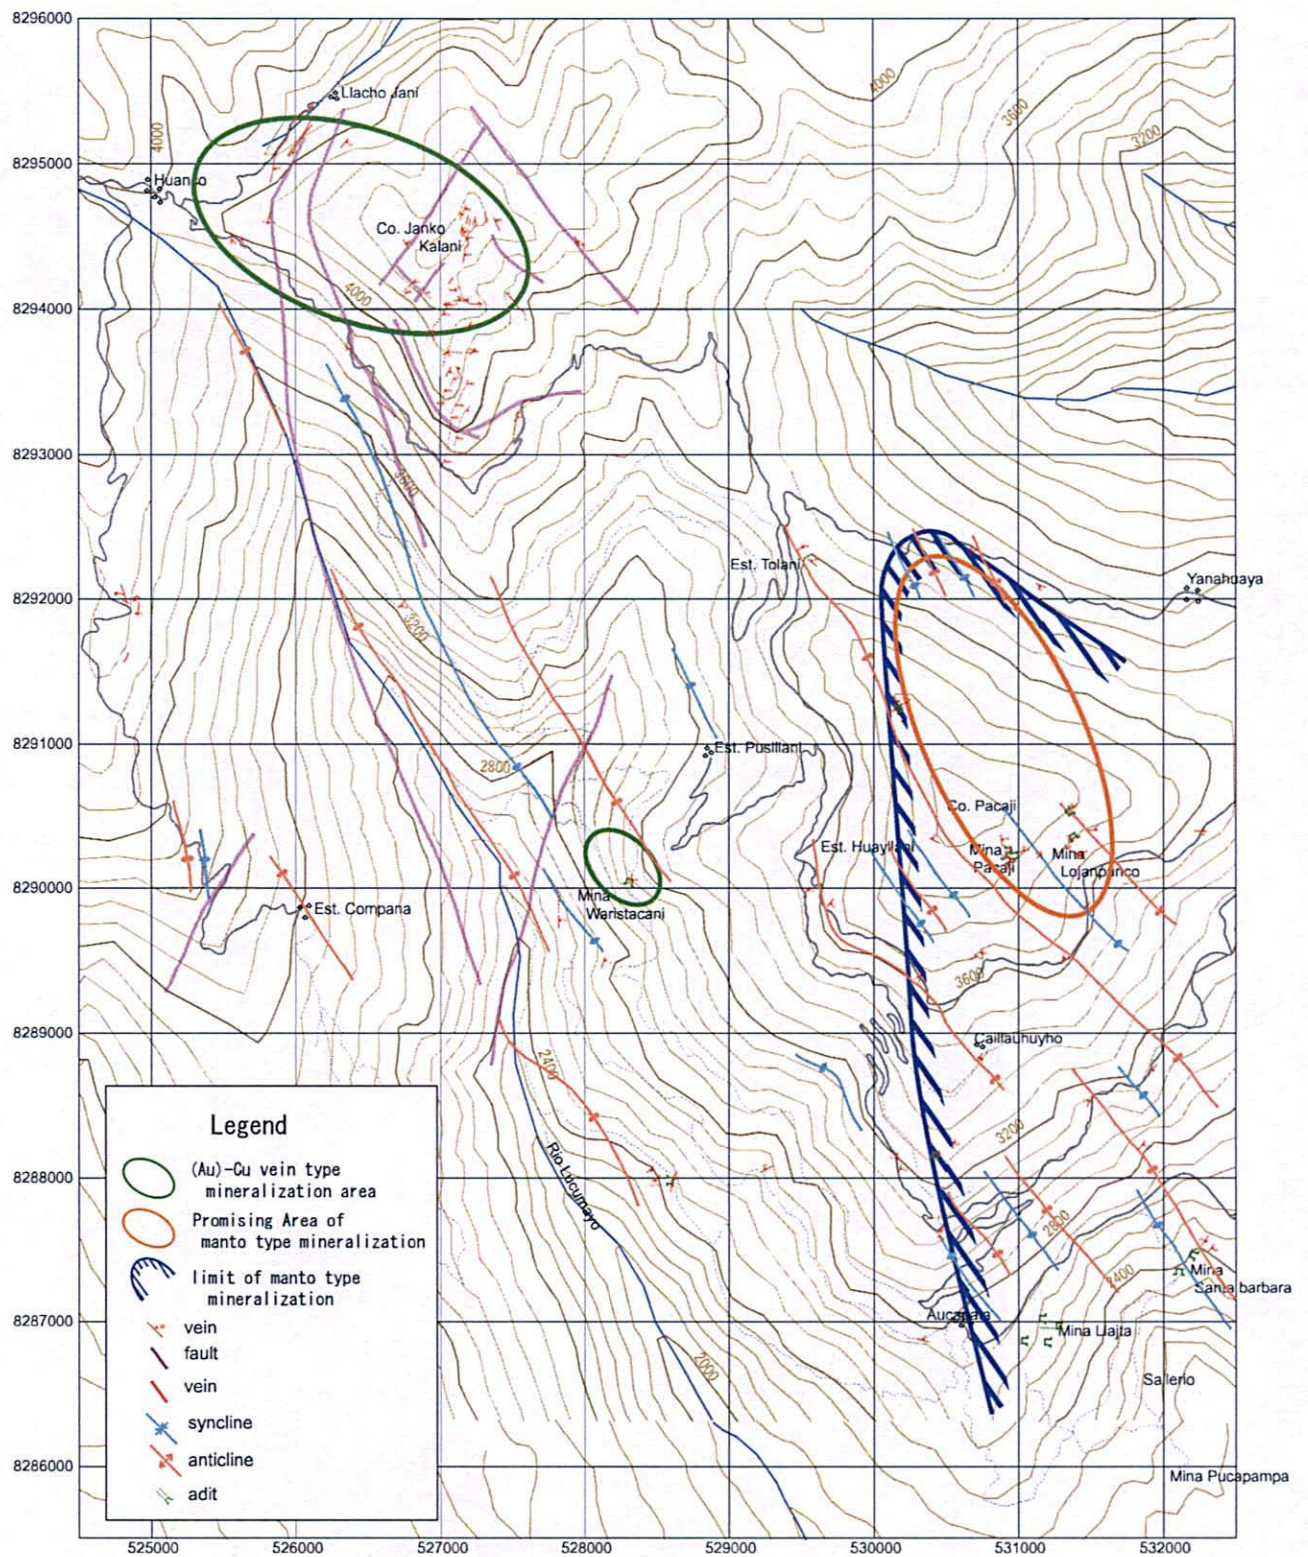 8296000
4000
Llacho Jani
3600
4000
3200
8295000
Huanco
Co. Janko
Kalani
4000
8294000
3600
8293000
Est. Tolani
Yanahuaya
8292000
3200
8291000
Est. Pusillani
2800
Co. Pacaji
Est. Huayllani
Mina
Pacaji
Mina
Lojanpunco
8290000
Mina
Waristacani
Est. Compana
3600
8289000
Caillahuyho
2400
3200
8288000
Rio Lucumayo
2800
2400
Mina
Santa barbara
8287000
Aucapata
Mina Llajta
2000
Sallerio
8266000
Mina Pucapampa
Legend
(Au)-Cu vein type
mineralization area
Promising Area of
manto type mineralization
limit of manto type
mineralization
vein
fault
vein
syncline
anticline
adit
525000 526000 527000 528000 529000 530000 531000 532000